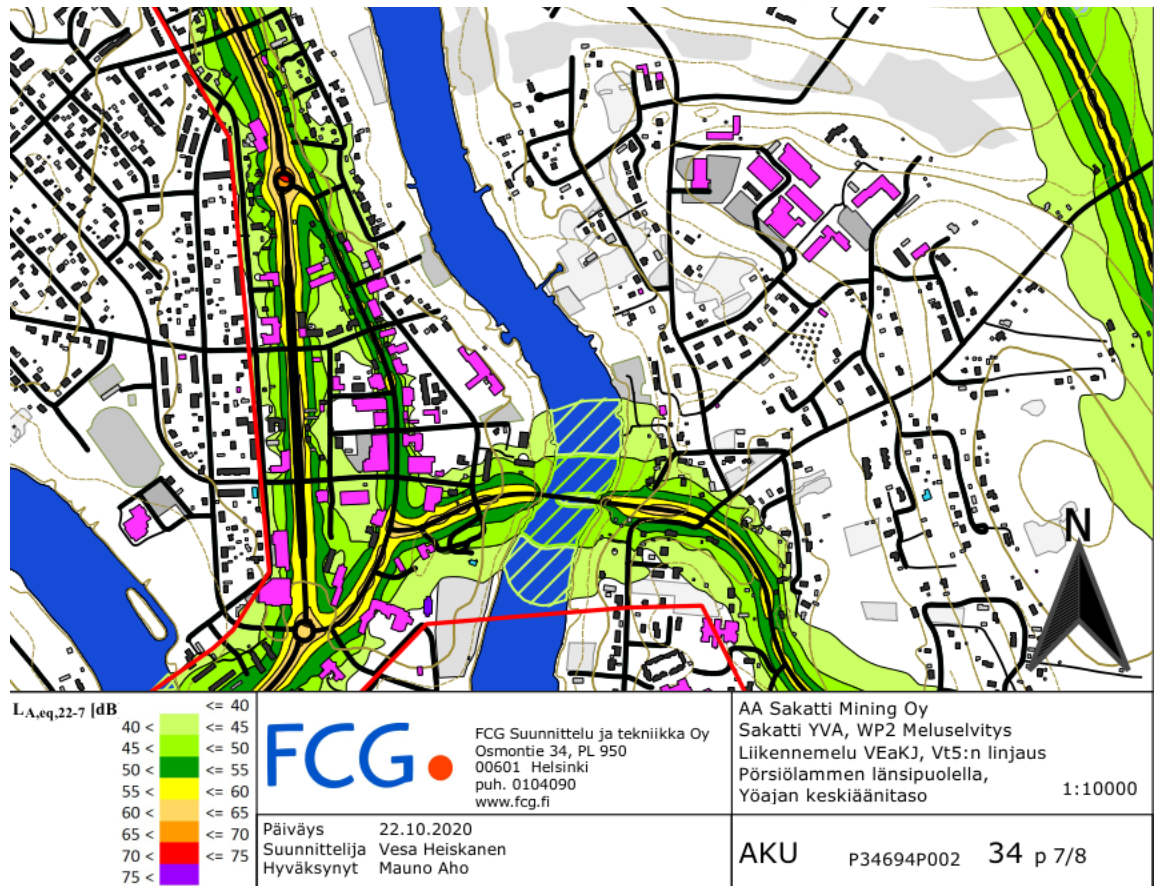 N
L A,eq,22-7 [dB
<= 40
40 < <= 45
45 < <= 50
50 < <= 55
55 < <= 60
60 < <= 65
65 < <= 70
70 < <= 75
75 <
FCG
FCG Suunnittelu ja tekniikka Oy
Osmontie 34, PL 950
00601 Helsinki
puh. 0104090
www.fcg.fi
Päiväys 22.10.2020
Suunnittelija Vesa Heiskanen
Hyväksynyt Mauno Aho
AA Sakatti Mining Oy
Sakatti YVA, WP2 Meluselvitys
Liikennemelu VEaKJ, Vt5:n linjaus
Pörsiölammen länsipuolella,
Yöajan keskiäänitaso 1:10000
AKU P34694P002 34 p 7/8